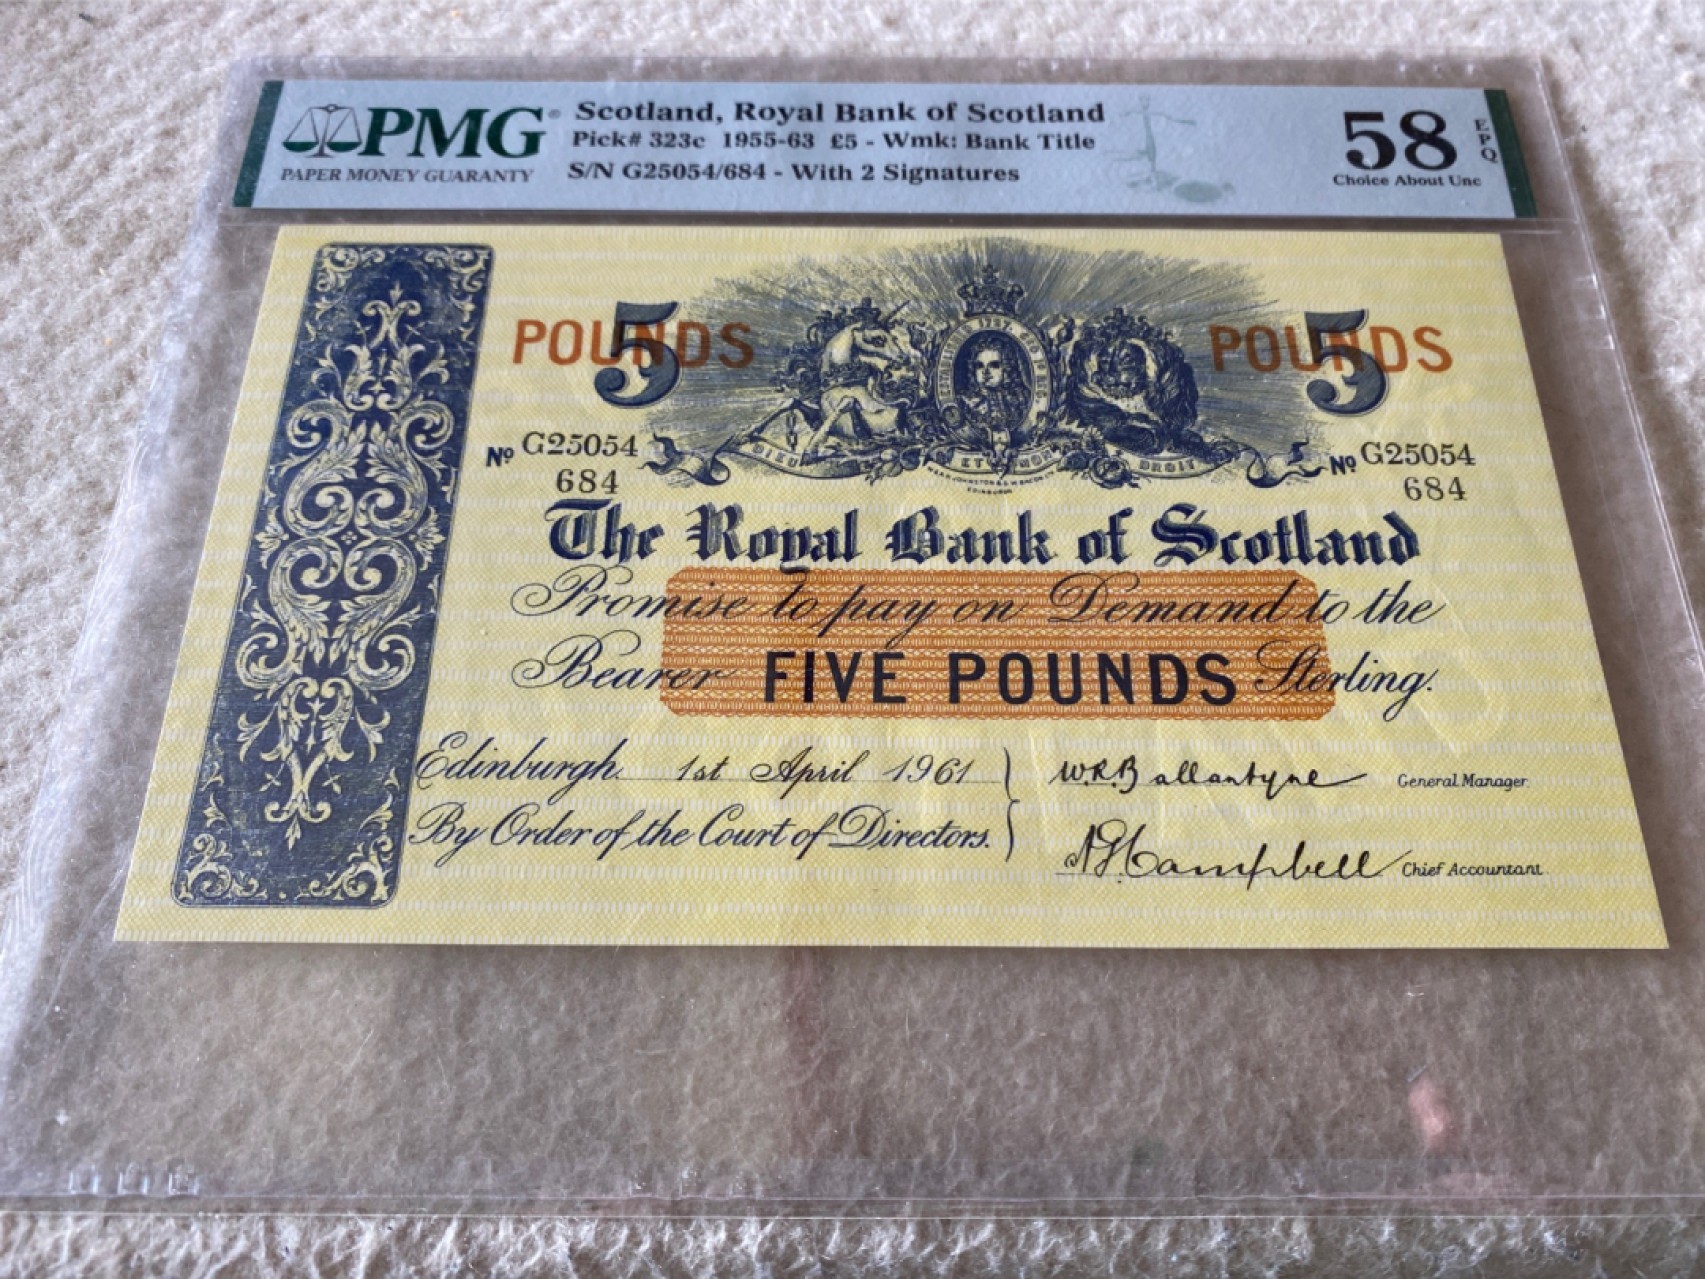 PMG®
PAPER MONEY GUARANTY
Scotland, Royal Bank of Scotland
Pick# 323c 1955-63 £5 - Wmk: Bank Title
S/N G25054/684 - With 2 Signatures
58 EPQ
Choice About Unc
5 POUNDS
5 POUNDS
ESTABLISHED 1727.
DIEU ET MON DROIT
EDINBURGH
No G25054
684
No G25054
684
The Royal Bank of Scotland
Promise to pay on Demand to the
Bearer FIVE POUNDS Sterling.
Edinburgh 1st April 1961
By Order of the Court of Directors.
W.R.Ballantyne General Manager.
A.G.Campbell Chief Accountant.